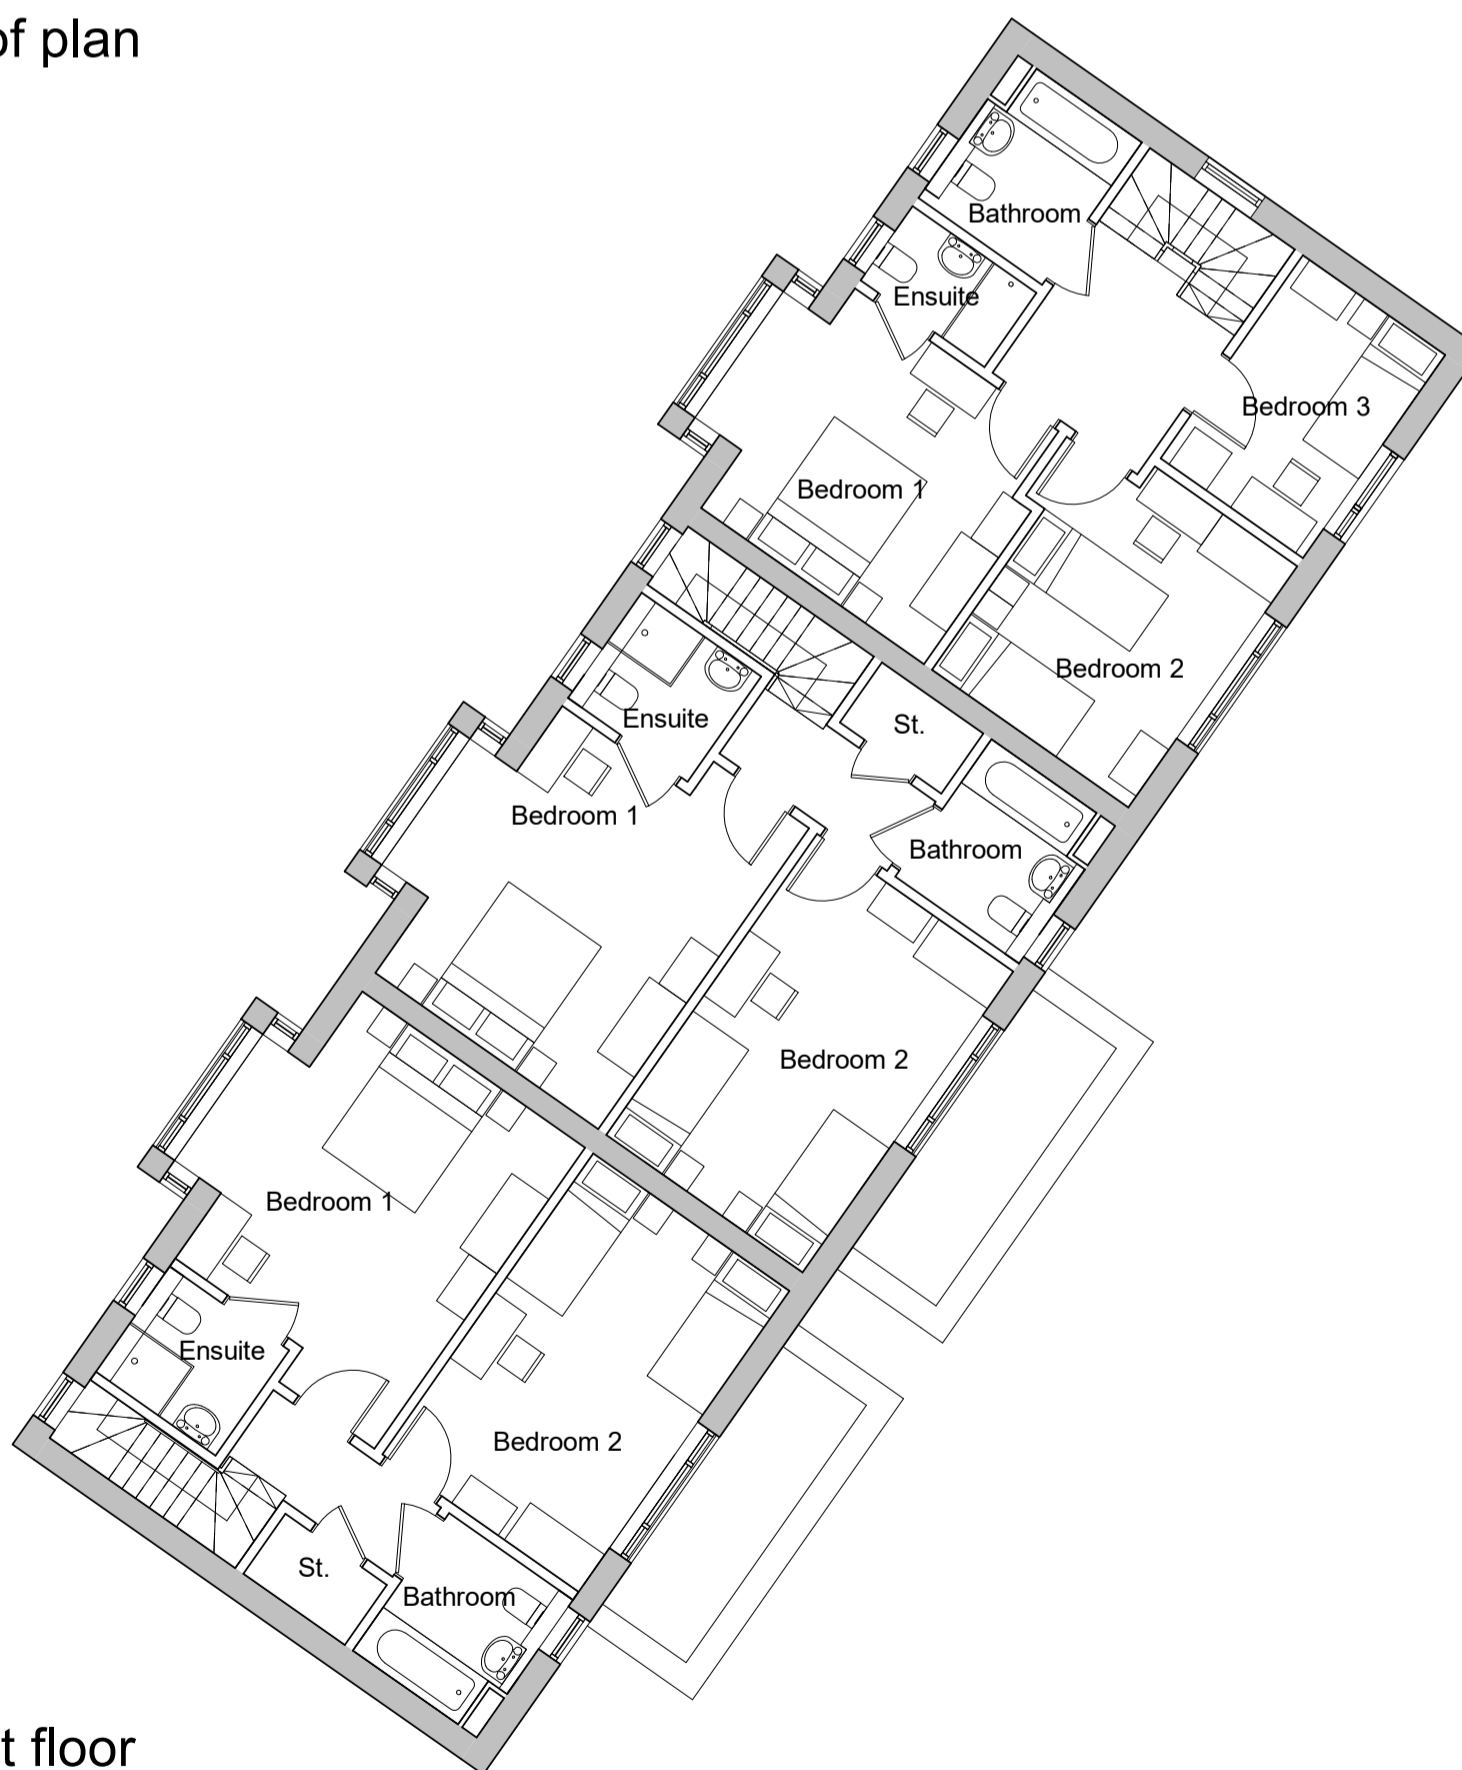 of plan
Bathroom
Ensuite
Bedroom 3
Bedroom 1
Bedroom 2
Ensuite
St.
Bedroom 1
Bathroom
Bedroom 2
Bedroom 1
Ensuite
Bedroom 2
St.
Bathroom
t floor